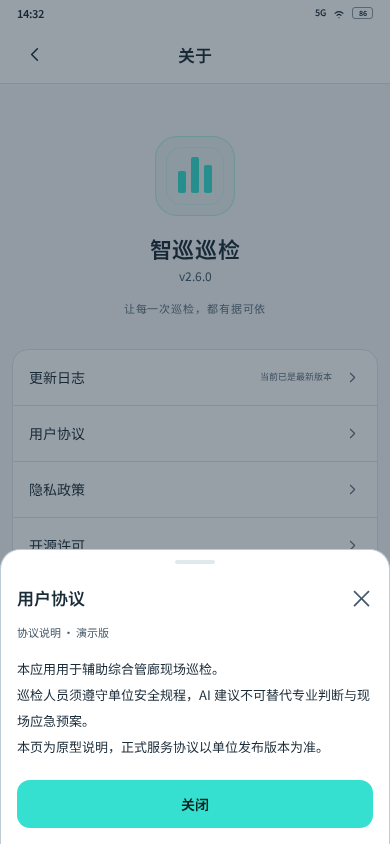 14:32
5G
86
关于
智巡巡检
v2.6.0
让每一次巡检，都有据可依
更新日志
当前已是最新版本
用户协议
隐私政策
开源许可
用户协议
协议说明 · 演示版
本应用用于辅助综合管廊现场巡检。
巡检人员须遵守单位安全规程，AI 建议不可替代专业判断与现
场应急预案。
本页为原型说明，正式服务协议以单位发布版本为准。
关闭